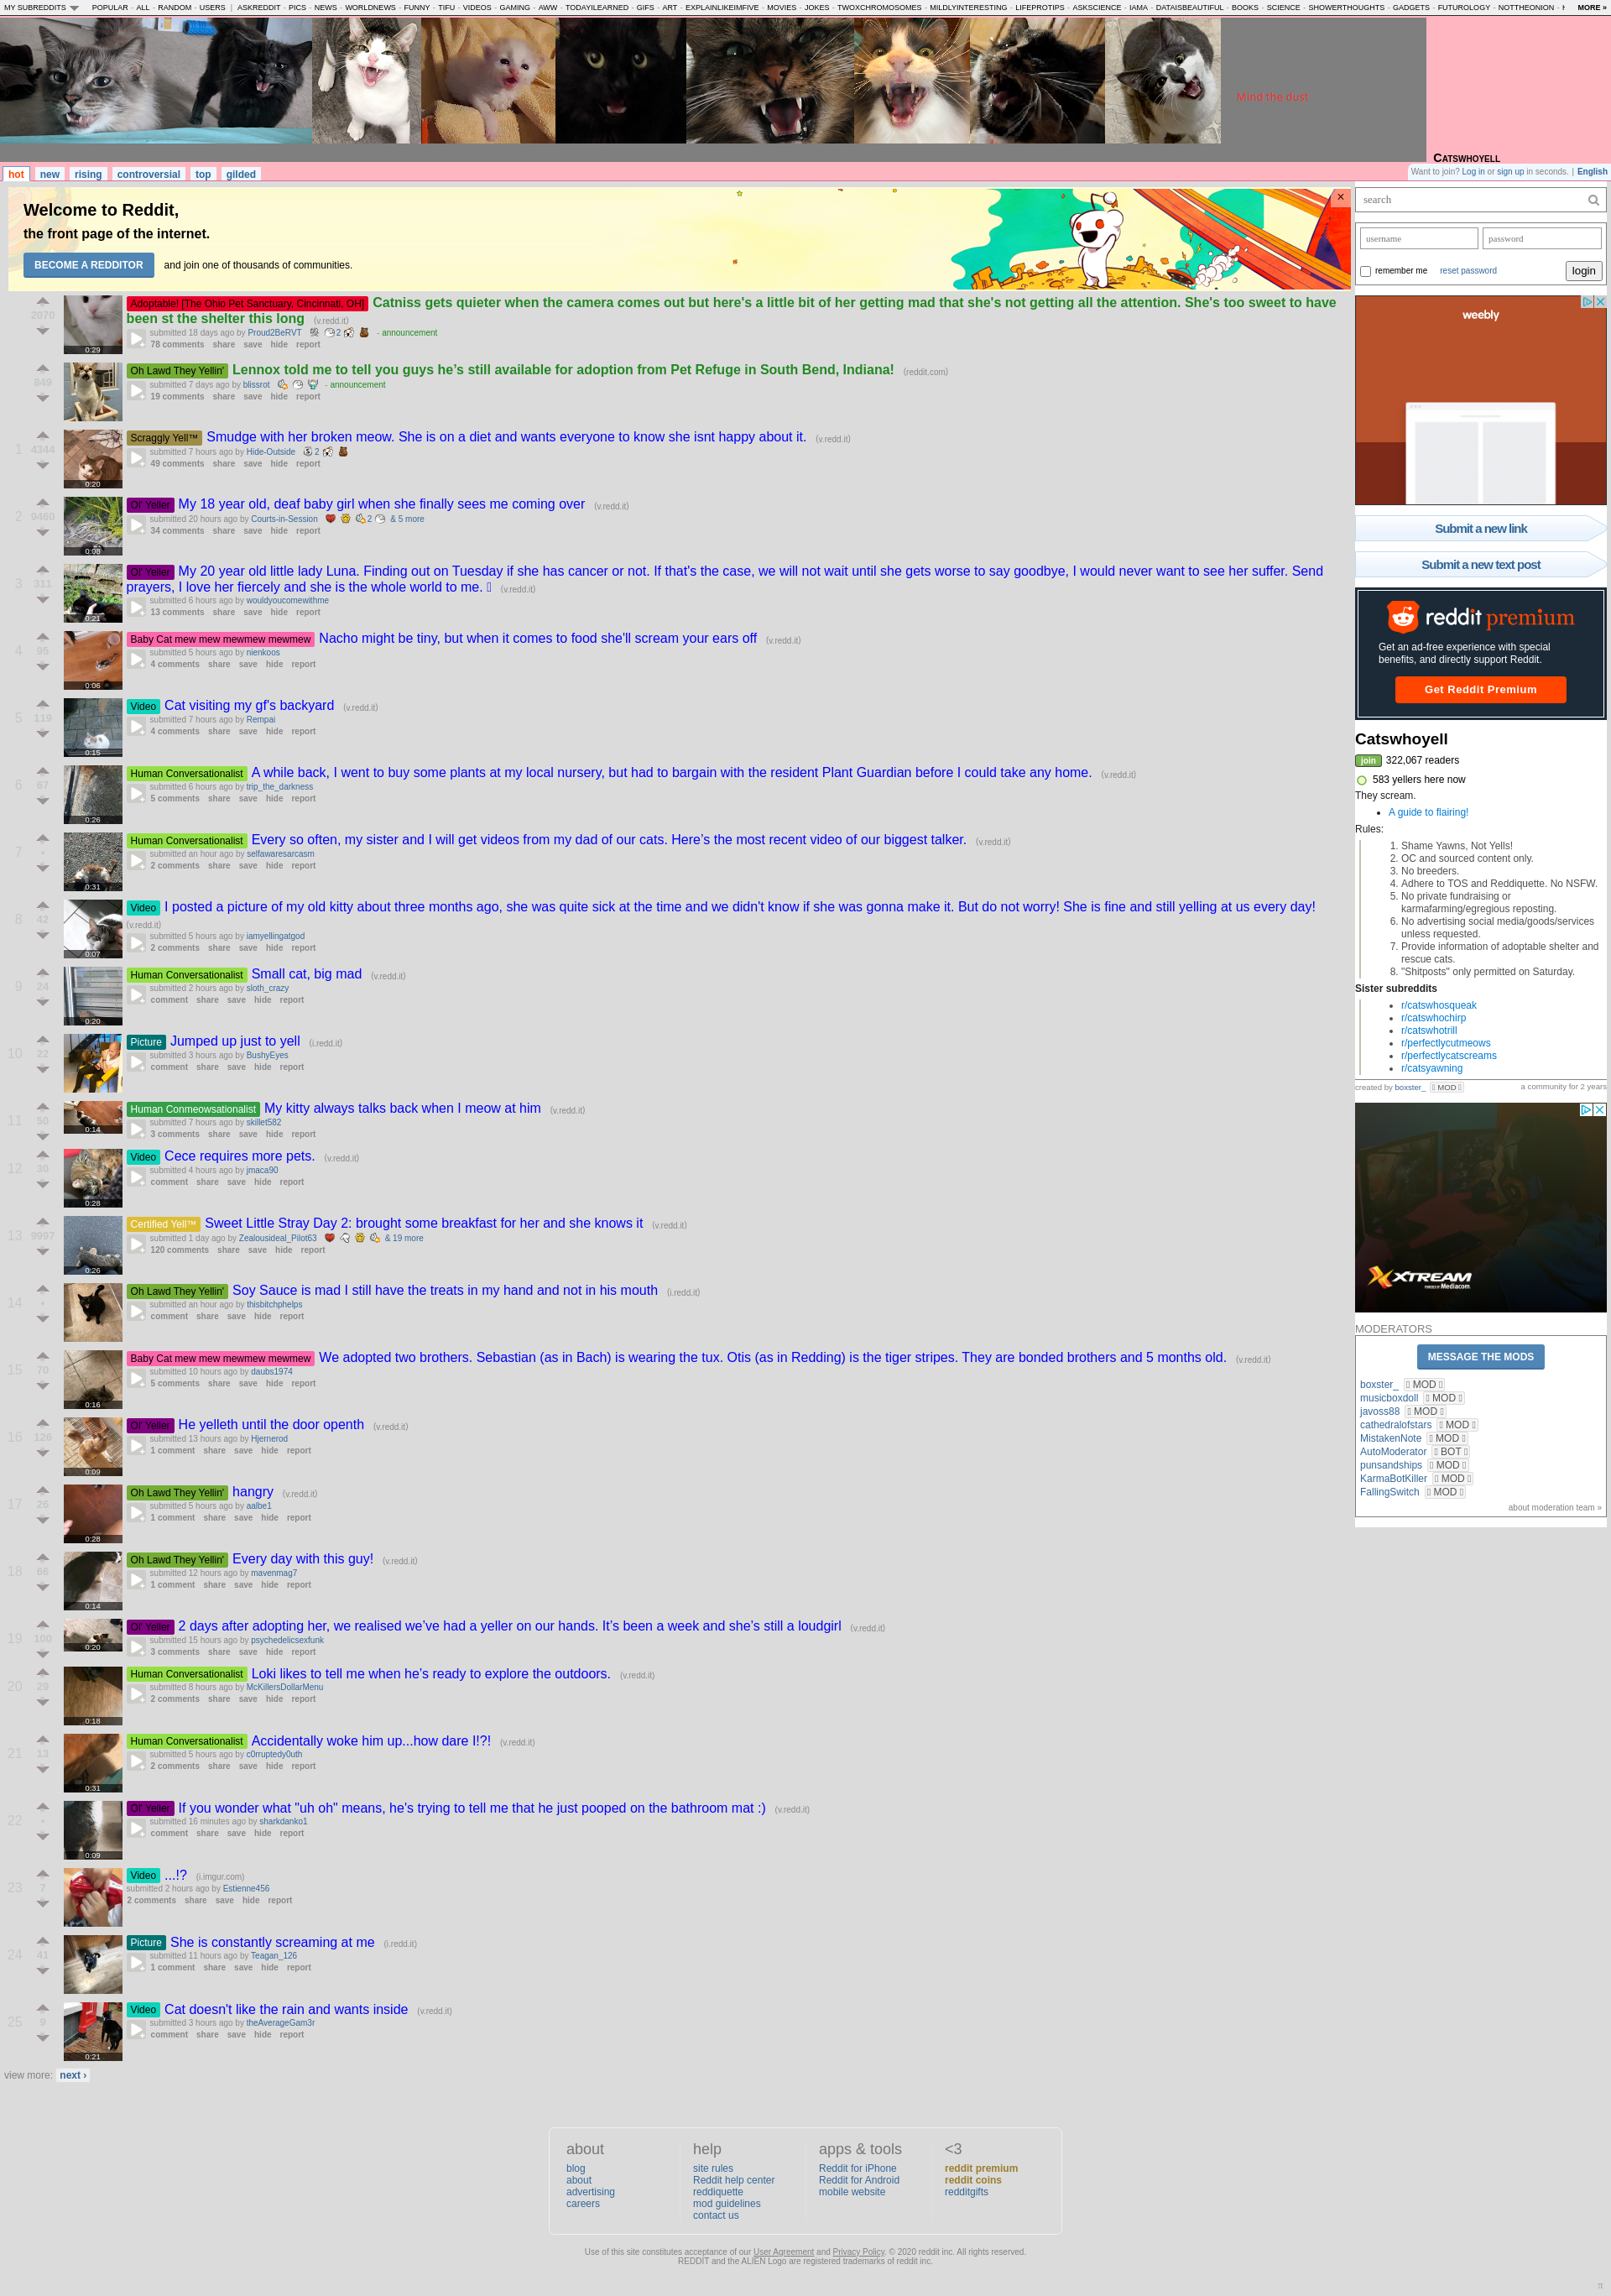 MY SUBREDDITS POPULAR - ALL - RANDOM - USERS | ASKREDDIT - PICS - NEWS - WORLDNEWS - FUNNY - TIFU - VIDEOS - GAMING - AWW - TODAYILEARNED - GIFS - ART - EXPLAINLIKEIMFIVE - MOVIES - JOKES - TWOXCHROMOSOMES - MILDLYINTERESTING - LIFEPROTIPS - ASKSCIENCE - IAMA - DATAISBEAUTIFUL - BOOKS - SCIENCE - SHOWERTHOUGHTS - GADGETS - FUTUROLOGY - NOTTHEONION - MORE »
Mind the dust
CATSWHOYELL
hot new rising controversial top gilded
Want to join? Log in or sign up in seconds. | English
Welcome to Reddit,
the front page of the internet.
BECOME A REDDITOR and join one of thousands of communities.
×
2070
0:29
Adoptable! [The Ohio Pet Sanctuary, Cincinnati, OH] Catniss gets quieter when the camera comes out but here's a little bit of her getting mad that she's not getting all the attention. She's too sweet to have
been st the shelter this long (v.redd.it)
submitted 18 days ago by Proud2BeRVT 2 - announcement
78 comments share save hide report
849
Oh Lawd They Yellin' Lennox told me to tell you guys he’s still available for adoption from Pet Refuge in South Bend, Indiana! (reddit.com)
submitted 7 days ago by blissrot - announcement
19 comments share save hide report
1 4344
0:20
Scraggly Yell™ Smudge with her broken meow. She is on a diet and wants everyone to know she isnt happy about it. (v.redd.it)
submitted 7 hours ago by Hide-Outside 2
49 comments share save hide report
2 9460
0:08
Ol' Yeller My 18 year old, deaf baby girl when she finally sees me coming over (v.redd.it)
submitted 20 hours ago by Courts-in-Session 2 & 5 more
34 comments share save hide report
3 311
0:21
Ol' Yeller My 20 year old little lady Luna. Finding out on Tuesday if she has cancer or not. If that's the case, we will not wait until she gets worse to say goodbye, I would never want to see her suffer. Send
prayers, I love her fiercely and she is the whole world to me. (v.redd.it)
submitted 6 hours ago by wouldyoucomewithme
13 comments share save hide report
4 95
0:06
Baby Cat mew mew mewmew mewmew Nacho might be tiny, but when it comes to food she'll scream your ears off (v.redd.it)
submitted 5 hours ago by nienkoos
4 comments share save hide report
5 119
0:15
Video Cat visiting my gf's backyard (v.redd.it)
submitted 7 hours ago by Rempai
4 comments share save hide report
6 67
0:26
Human Conversationalist A while back, I went to buy some plants at my local nursery, but had to bargain with the resident Plant Guardian before I could take any home. (v.redd.it)
submitted 6 hours ago by trip_the_darkness
5 comments share save hide report
7 •
0:31
Human Conversationalist Every so often, my sister and I will get videos from my dad of our cats. Here’s the most recent video of our biggest talker. (v.redd.it)
submitted an hour ago by selfawaresarcasm
2 comments share save hide report
8 42
0:07
Video I posted a picture of my old kitty about three months ago, she was quite sick at the time and we didn't know if she was gonna make it. But do not worry! She is fine and still yelling at us every day!
(v.redd.it)
submitted 5 hours ago by iamyellingatgod
2 comments share save hide report
9 24
0:20
Human Conversationalist Small cat, big mad (v.redd.it)
submitted 2 hours ago by sloth_crazy
comment share save hide report
10 22
Picture Jumped up just to yell (i.redd.it)
submitted 3 hours ago by BushyEyes
comment share save hide report
11 50
0:14
Human Conmeowsationalist My kitty always talks back when I meow at him (v.redd.it)
submitted 7 hours ago by skillet582
3 comments share save hide report
12 30
0:28
Video Cece requires more pets. (v.redd.it)
submitted 4 hours ago by jmaca90
comment share save hide report
13 9997
0:26
Certified Yell™ Sweet Little Stray Day 2: brought some breakfast for her and she knows it (v.redd.it)
submitted 1 day ago by Zealousideal_Pilot63 & 19 more
120 comments share save hide report
14 •
Oh Lawd They Yellin' Soy Sauce is mad I still have the treats in my hand and not in his mouth (i.redd.it)
submitted an hour ago by thisbitchphelps
comment share save hide report
15 70
0:16
Baby Cat mew mew mewmew mewmew We adopted two brothers. Sebastian (as in Bach) is wearing the tux. Otis (as in Redding) is the tiger stripes. They are bonded brothers and 5 months old. (v.redd.it)
submitted 10 hours ago by daubs1974
5 comments share save hide report
16 126
0:09
Ol' Yeller He yelleth until the door openth (v.redd.it)
submitted 13 hours ago by Hjernerod
1 comment share save hide report
17 26
0:28
Oh Lawd They Yellin' hangry (v.redd.it)
submitted 5 hours ago by aalbe1
1 comment share save hide report
18 66
0:14
Oh Lawd They Yellin' Every day with this guy! (v.redd.it)
submitted 12 hours ago by mavenmag7
1 comment share save hide report
19 100
0:20
Ol' Yeller 2 days after adopting her, we realised we’ve had a yeller on our hands. It’s been a week and she’s still a loudgirl (v.redd.it)
submitted 15 hours ago by psychedelicsexfunk
3 comments share save hide report
20 29
0:18
Human Conversationalist Loki likes to tell me when he's ready to explore the outdoors. (v.redd.it)
submitted 8 hours ago by McKillersDollarMenu
2 comments share save hide report
21 13
0:31
Human Conversationalist Accidentally woke him up...how dare I!?! (v.redd.it)
submitted 5 hours ago by c0rruptedy0uth
2 comments share save hide report
22 •
0:09
Ol' Yeller If you wonder what "uh oh" means, he's trying to tell me that he just pooped on the bathroom mat :) (v.redd.it)
submitted 16 minutes ago by sharkdanko1
comment share save hide report
23 7
Video ...!? (i.imgur.com)
submitted 2 hours ago by Estienne456
2 comments share save hide report
24 41
Picture She is constantly screaming at me (i.redd.it)
submitted 11 hours ago by Teagan_126
1 comment share save hide report
25 9
0:21
Video Cat doesn't like the rain and wants inside (v.redd.it)
submitted 3 hours ago by theAverageGam3r
comment share save hide report
view more: next ›
search
username password
remember me reset password login
weebly
Submit a new link
Submit a new text post
reddit premium
Get an ad-free experience with special
benefits, and directly support Reddit.
Get Reddit Premium
Catswhoyell
join 322,067 readers
583 yellers here now
They scream.
• A guide to flairing!
Rules:
1. Shame Yawns, Not Yells!
2. OC and sourced content only.
3. No breeders.
4. Adhere to TOS and Reddiquette. No NSFW.
5. No private fundraising or
karmafarming/egregious reposting.
6. No advertising social media/goods/services
unless requested.
7. Provide information of adoptable shelter and
rescue cats.
8. "Shitposts" only permitted on Saturday.
Sister subreddits
• r/catswhosqueak
• r/catswhochirp
• r/catswhotrill
• r/perfectlycutmeows
• r/perfectlycatscreams
• r/catsyawning
created by boxster_ MOD a community for 2 years
XTREAM
POWERED BY Mediacom
MODERATORS
MESSAGE THE MODS
boxster_ MOD
musicboxdoll MOD
javoss88 MOD
cathedralofstars MOD
MistakenNote MOD
AutoModerator BOT
punsandships MOD
KarmaBotKiller MOD
FallingSwitch MOD
about moderation team »
about
blog
about
advertising
careers
help
site rules
Reddit help center
reddiquette
mod guidelines
contact us
apps & tools
Reddit for iPhone
Reddit for Android
mobile website
<3
reddit premium
reddit coins
redditgifts
Use of this site constitutes acceptance of our User Agreement and Privacy Policy. © 2020 reddit inc. All rights reserved.
REDDIT and the ALIEN Logo are registered trademarks of reddit inc.
π